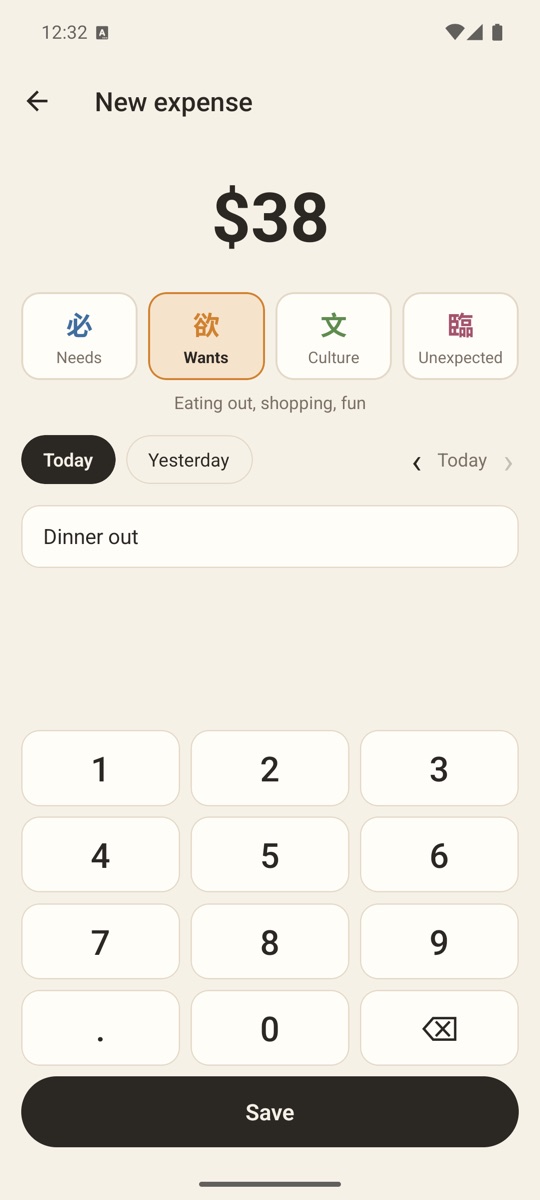 12:32
New expense
$38
必 欲 文 臨
Needs Wants Culture Unexpected
Eating out, shopping, fun
Today Yesterday ‹ Today ›
Dinner out
1 2 3
4 5 6
7 8 9
. 0
Save